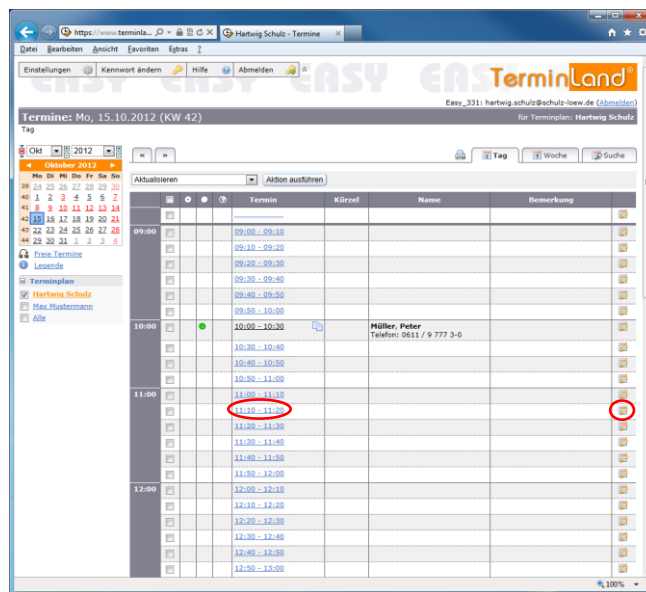 https://www.terminla...
Hartwig Schulz - Termine
Datei Bearbeiten Ansicht Favoriten Extras ?
Einstellungen Kennwort ändern Hilfe Abmelden
EASY EASY EASY EASY
TerminLand®
Easy_331: hartwig.schulz@schulz-loew.de (Abmelden)
Termine: Mo, 15.10.2012 (KW 42)
für Terminplan: Hartwig Schulz
Tag
Okt 2012
« »
Tag Woche Suche
Oktober 2012
Mo Di Mi Do Fr Sa So
39 24 25 26 27 28 29 30
40 1 2 3 4 5 6 7
41 8 9 10 11 12 13 14
42 15 16 17 18 19 20 21
43 22 23 24 25 26 27 28
44 29 30 31 1 2 3 4
Freie Termine
Legende
Terminplan
Hartwig Schulz
Max Mustermann
Alle
Aktualisieren Aktion ausführen
Termin Kürzel Name Bemerkung
09:00 09:00 - 09:10
09:10 - 09:20
09:20 - 09:30
09:30 - 09:40
09:40 - 09:50
09:50 - 10:00
10:00 10:00 - 10:30 Müller, Peter
Telefon: 0611 / 9 777 3-0
10:30 - 10:40
10:40 - 10:50
10:50 - 11:00
11:00 11:00 - 11:10
11:10 - 11:20
11:20 - 11:30
11:30 - 11:40
11:40 - 11:50
11:50 - 12:00
12:00 12:00 - 12:10
12:10 - 12:20
12:20 - 12:30
12:30 - 12:40
12:40 - 12:50
12:50 - 13:00
100%